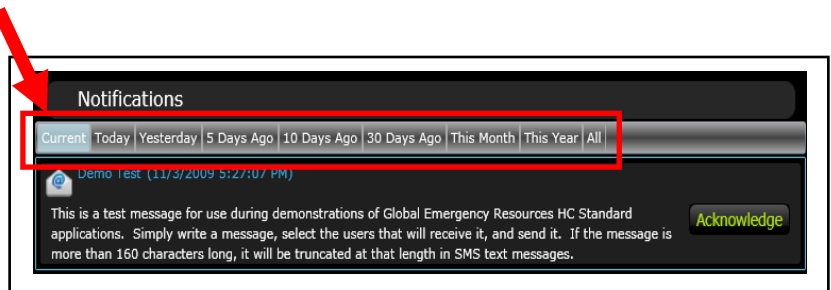 Notifications
Current Today Yesterday 5 Days Ago 10 Days Ago 30 Days Ago This Month This Year All
Demo Test (11/3/2009 5:27:07 PM)
This is a test message for use during demonstrations of Global Emergency Resources HC Standard
applications. Simply write a message, select the users that will receive it, and send it. If the message is
more than 160 characters long, it will be truncated at that length in SMS text messages.
Acknowledge